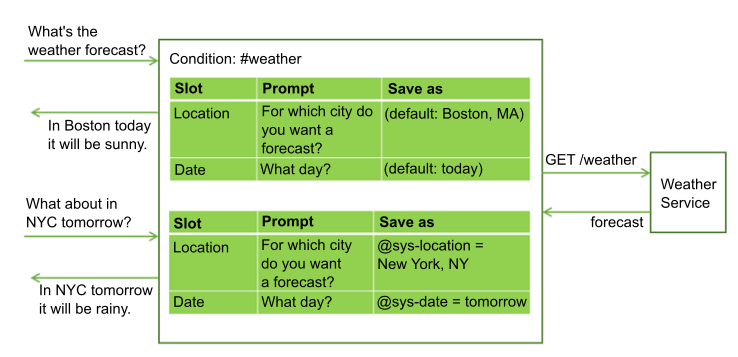 What's the
weather forecast?
In Boston today
it will be sunny.
What about in
NYC tomorrow?
In NYC tomorrow
it will be rainy.
Condition: #weather
Slot Prompt Save as
Location For which city do (default: Boston, MA)
you want a
forecast?
Date What day? (default: today)
Slot Prompt Save as
Location For which city @sys-location =
do you want New York, NY
a forecast?
Date What day? @sys-date = tomorrow
GET /weather
forecast
Weather
Service